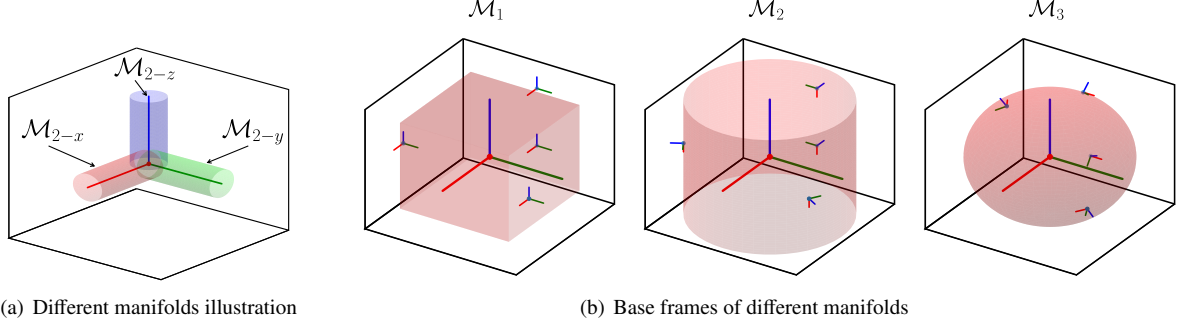 ℳ₂₋z
ℳ₂₋x
ℳ₂₋y
ℳ₁
ℳ₂
ℳ₃
(a) Different manifolds illustration
(b) Base frames of different manifolds